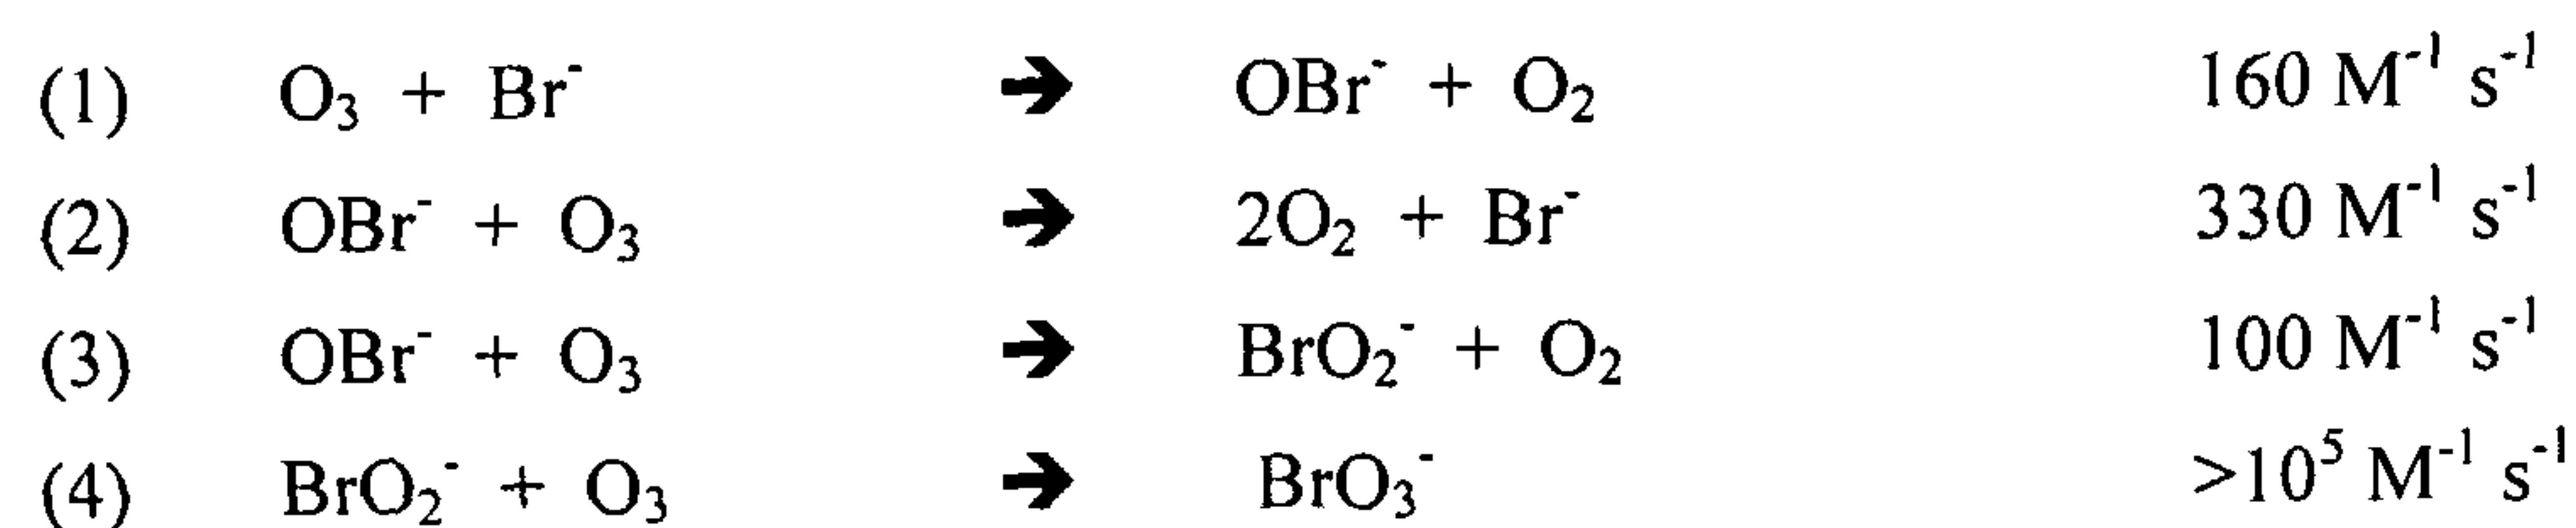 (1) O₃ + Br⁻ ➔ OBr⁻ + O₂ 160 M⁻¹ s⁻¹
(2) OBr⁻ + O₃ ➔ 2O₂ + Br⁻ 330 M⁻¹ s⁻¹
(3) OBr⁻ + O₃ ➔ BrO₂⁻ + O₂ 100 M⁻¹ s⁻¹
(4) BrO₂⁻ + O₃ ➔ BrO₃⁻ >10⁵ M⁻¹ s⁻¹